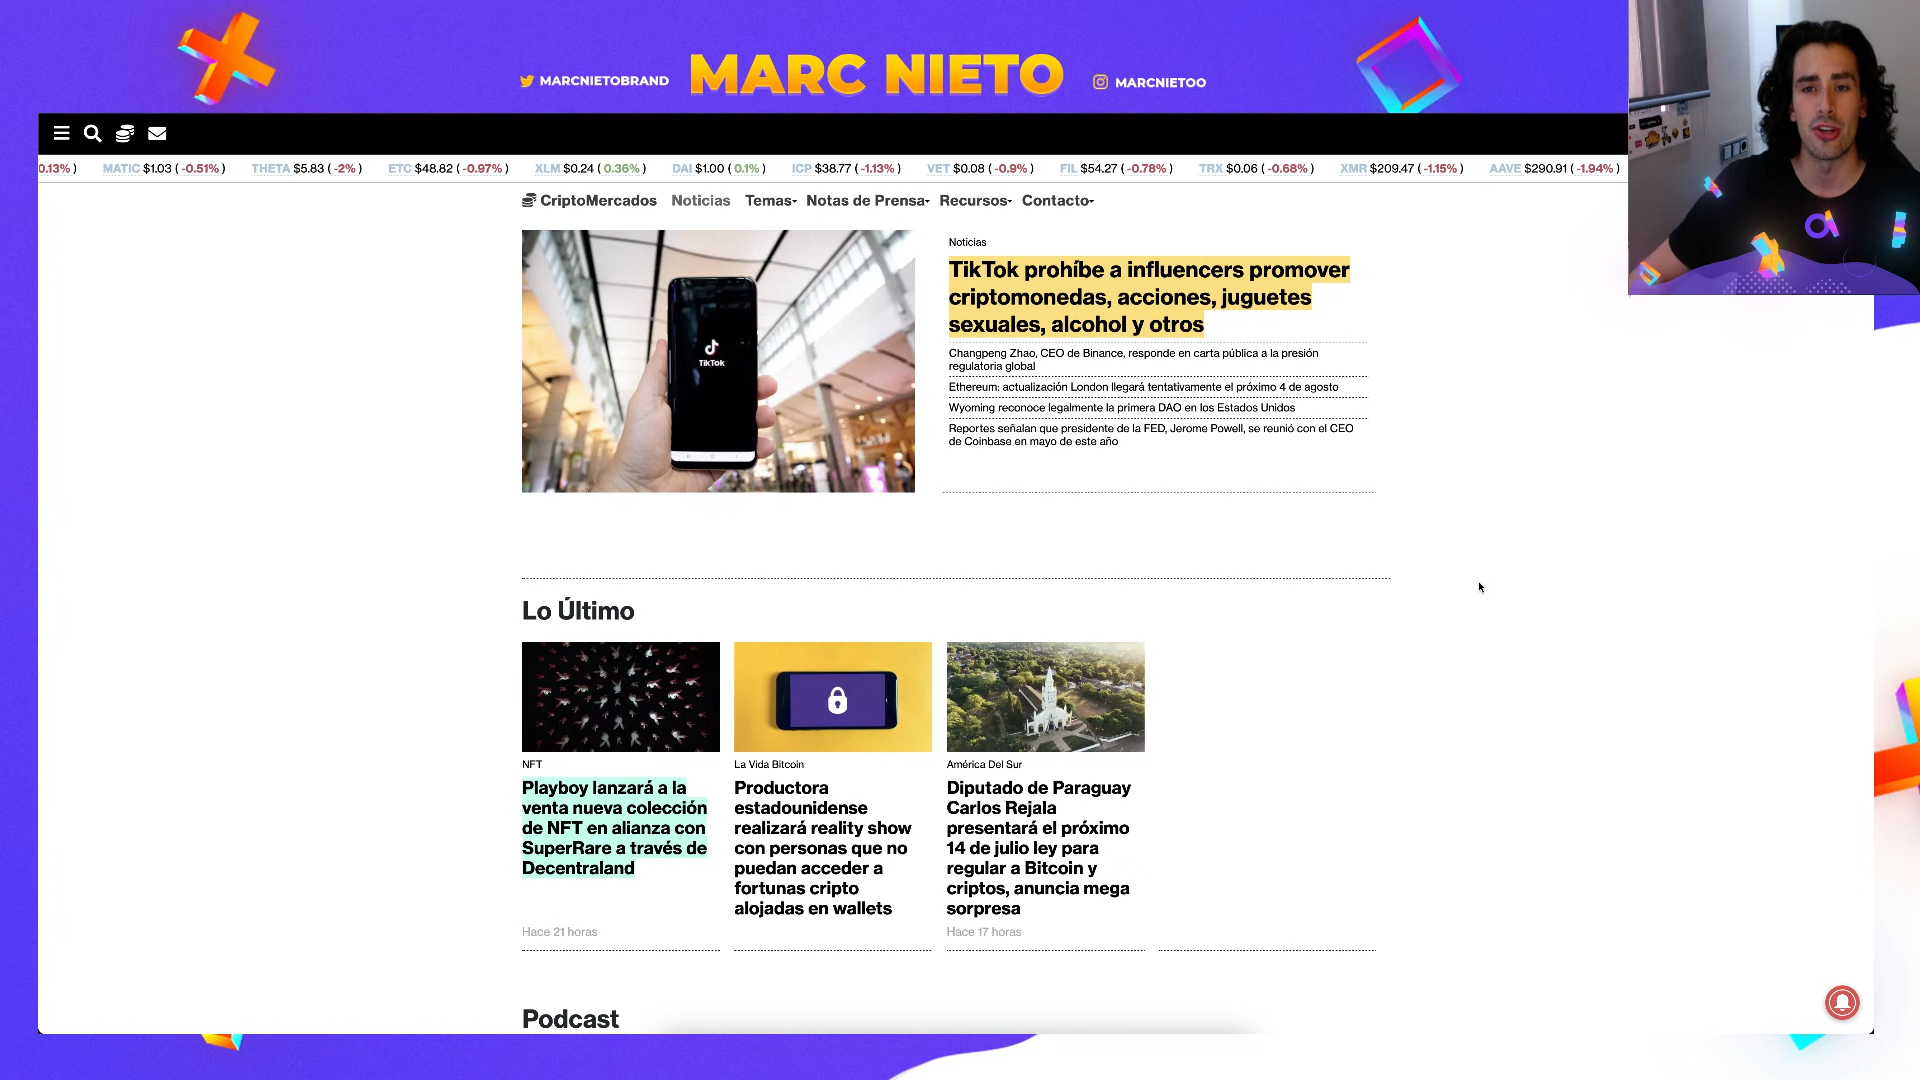 MARCNIETOBRAND
MARC NIETO
MARCNIETOO
0.13% )
MATIC $1.03 ( -0.51% )
THETA $5.83 ( -2% )
ETC $48.82 ( -0.97% )
XLM $0.24 ( 0.36% )
DAI $1.00 ( 0.1% )
ICP $38.77 ( -1.13% )
VET $0.08 ( -0.9% )
FIL $54.27 ( -0.78% )
TRX $0.06 ( -0.68% )
XMR $209.47 ( -1.15% )
AAVE $290.91 ( -1.94% )
CriptoMercados Noticias Temas Notas de Prensa Recursos Contacto
TikTok
Noticias
TikTok prohíbe a influencers promover
criptomonedas, acciones, juguetes
sexuales, alcohol y otros
Changpeng Zhao, CEO de Binance, responde en carta pública a la presión
regulatoria global
Ethereum: actualización London llegará tentativamente el próximo 4 de agosto
Wyoming reconoce legalmente la primera DAO en los Estados Unidos
Reportes señalan que presidente de la FED, Jerome Powell, se reunió con el CEO
de Coinbase en mayo de este año
Lo Último
NFT
Playboy lanzará a la
venta nueva colección
de NFT en alianza con
SuperRare a través de
Decentraland
Hace 21 horas
La Vida Bitcoin
Productora
estadounidense
realizará reality show
con personas que no
puedan acceder a
fortunas cripto
alojadas en wallets
América Del Sur
Diputado de Paraguay
Carlos Rejala
presentará el próximo
14 de julio ley para
regular a Bitcoin y
criptos, anuncia mega
sorpresa
Hace 17 horas
Podcast